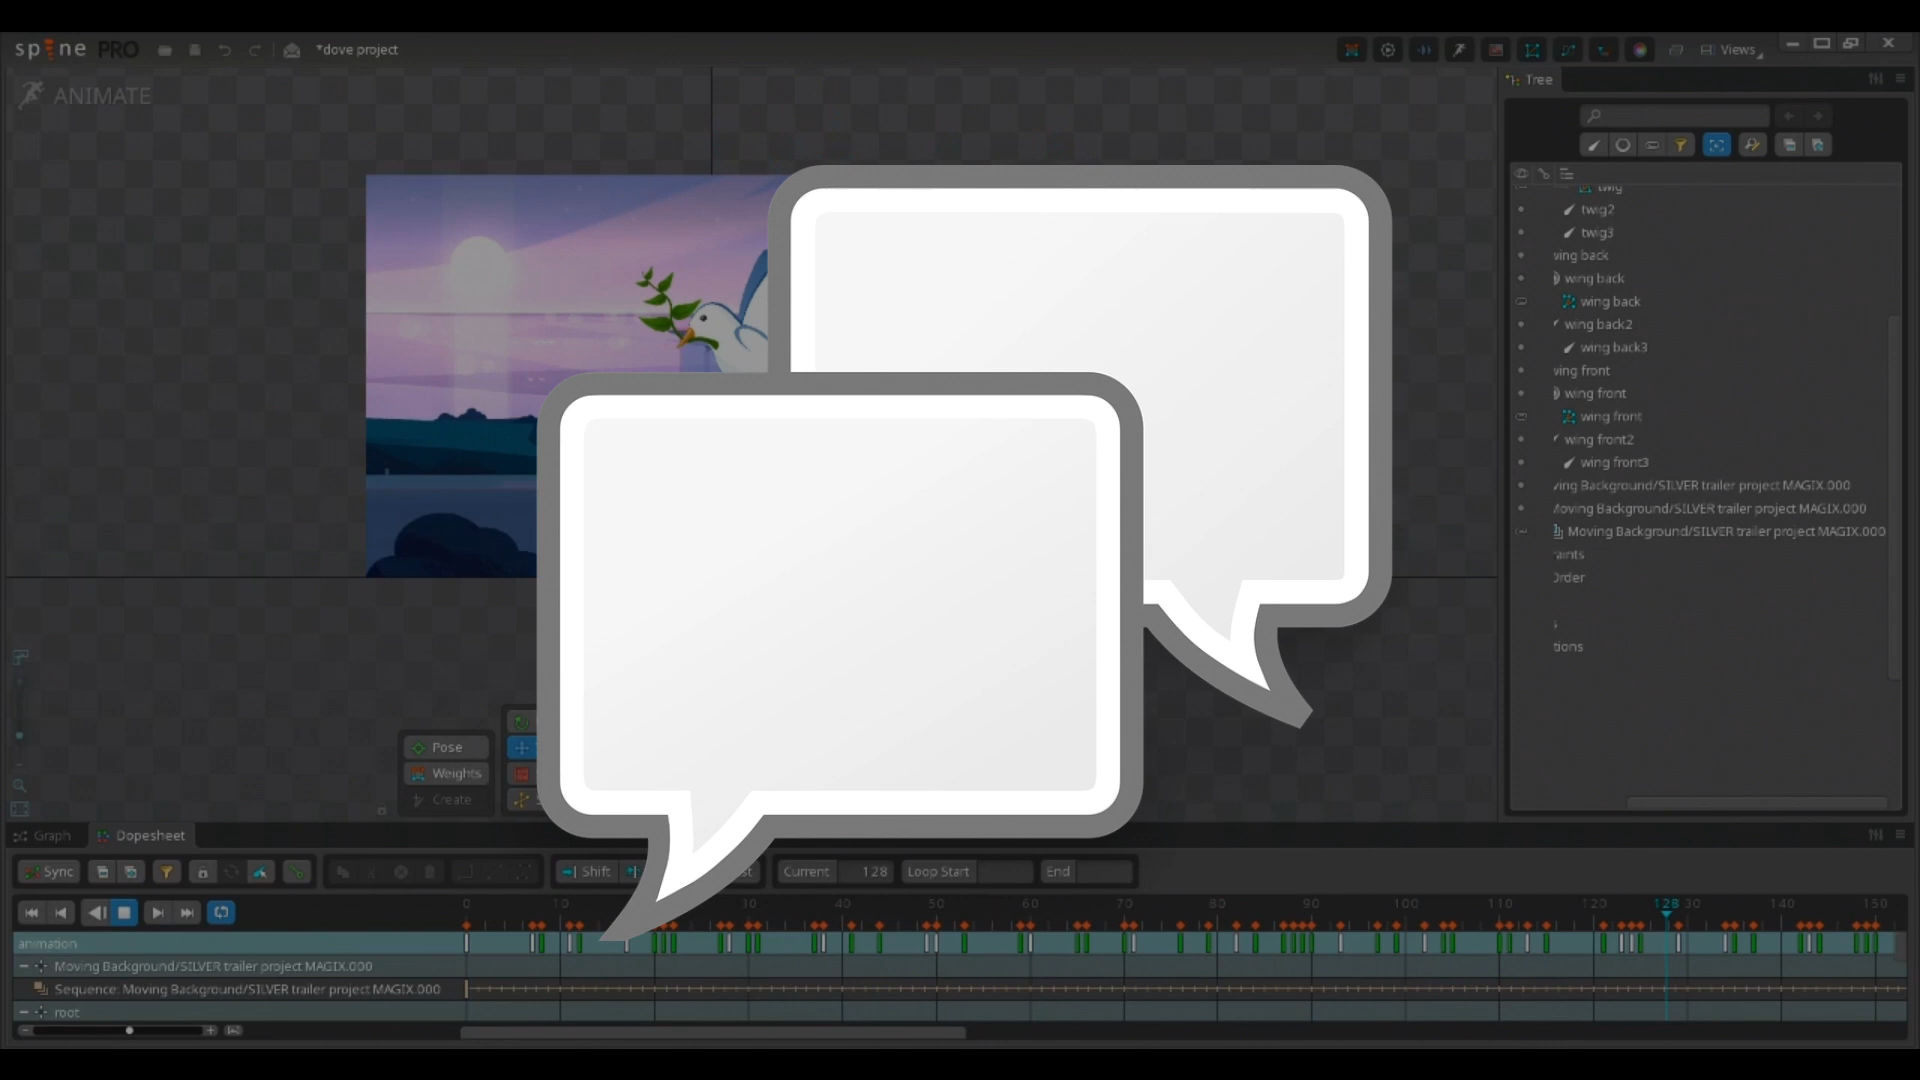 spine PRO
*dove project
Views
ANIMATE
Tree
twig
twig2
twig3
wing back
wing back
wing back
wing back2
wing back3
wing front
wing front
wing front
wing front2
wing front3
ving Background/SILVER trailer project MAGIX.000
Moving Background/SILVER trailer project MAGIX.000
Moving Background/SILVER trailer project MAGIX.000
raints
Order
s
tions
Pose
Weights
Create
Graph
Dopesheet
Sync
Shift
st
Current 128
Loop Start
End
0 10 30 40 50 60 70 80 90 100 110 120 128 30 140 150
animation
Moving Background/SILVER trailer project MAGIX.000
Sequence: Moving Background/SILVER trailer project MAGIX.000
root